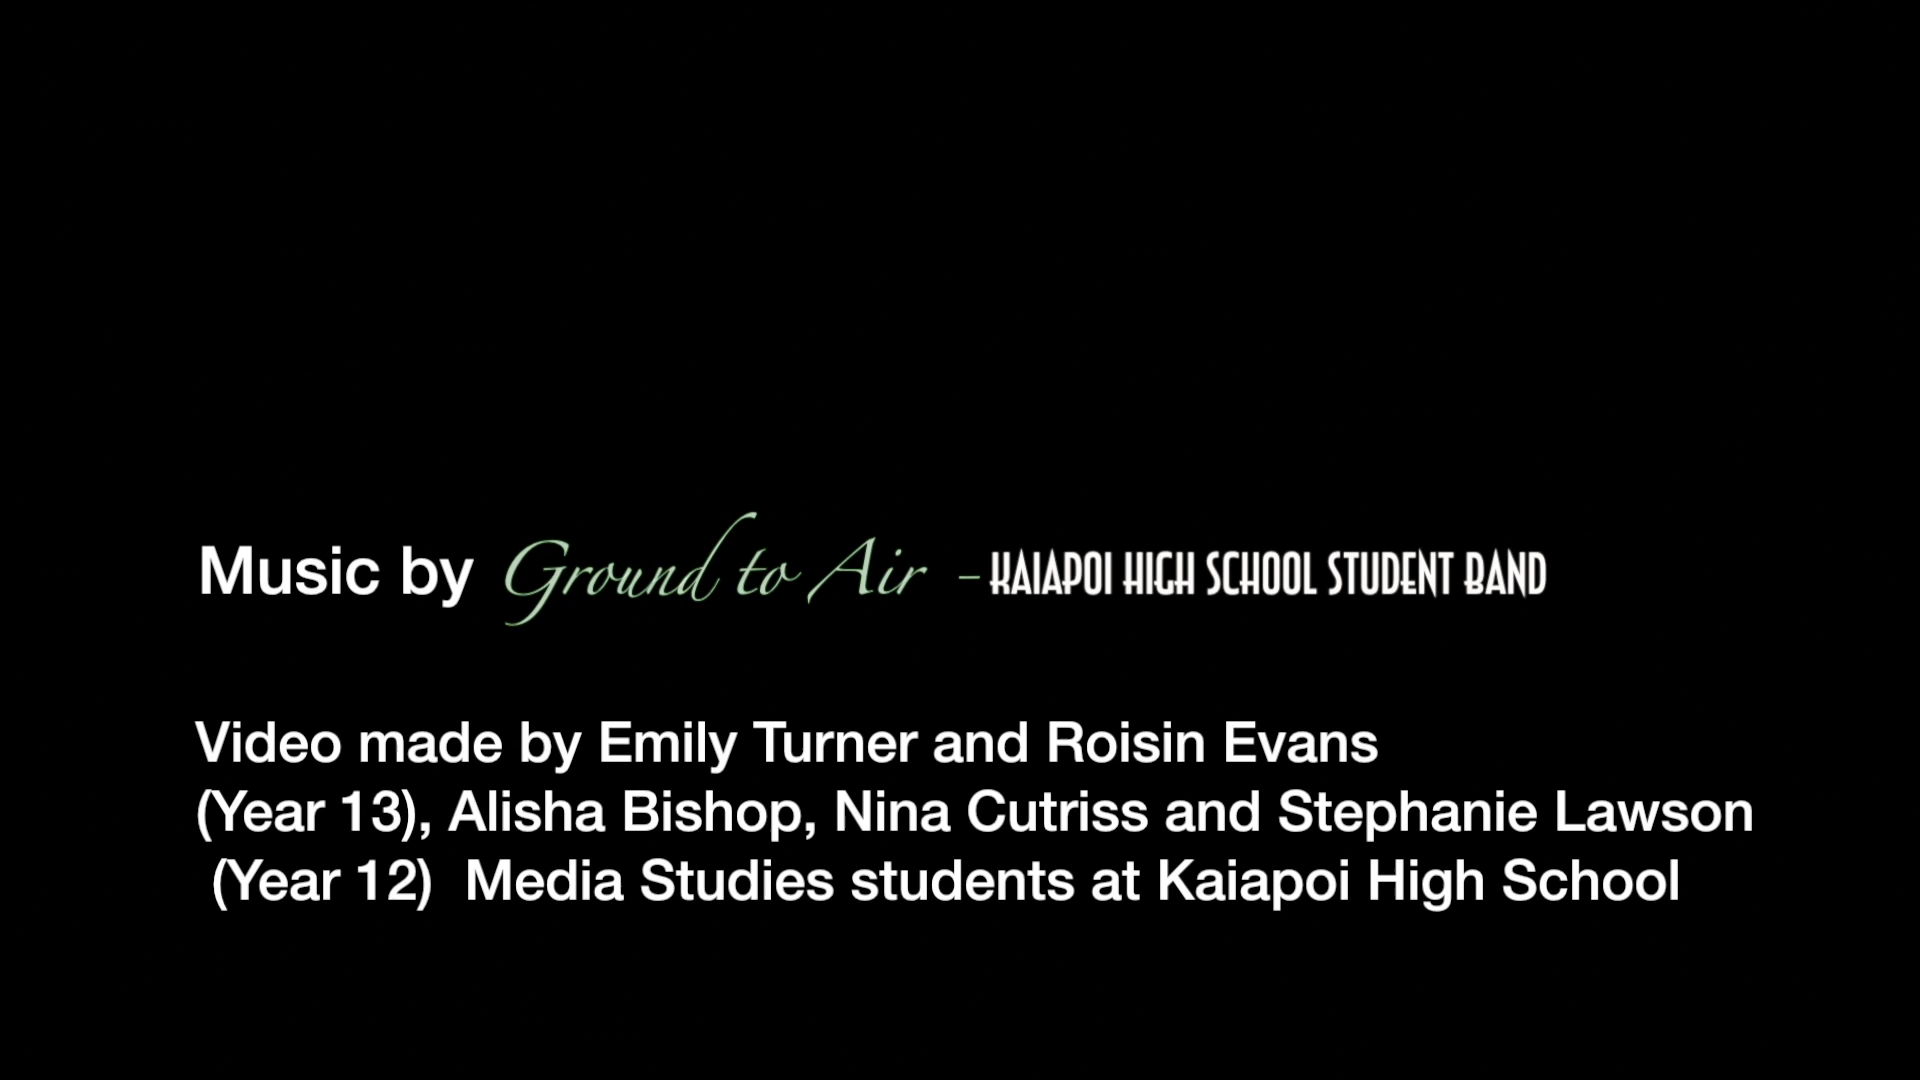 Music by Ground to Air – KAIAPOI HIGH SCHOOL STUDENT BAND
Video made by Emily Turner and Roisin Evans
(Year 13), Alisha Bishop, Nina Cutriss and Stephanie Lawson
(Year 12)  Media Studies students at Kaiapoi High School